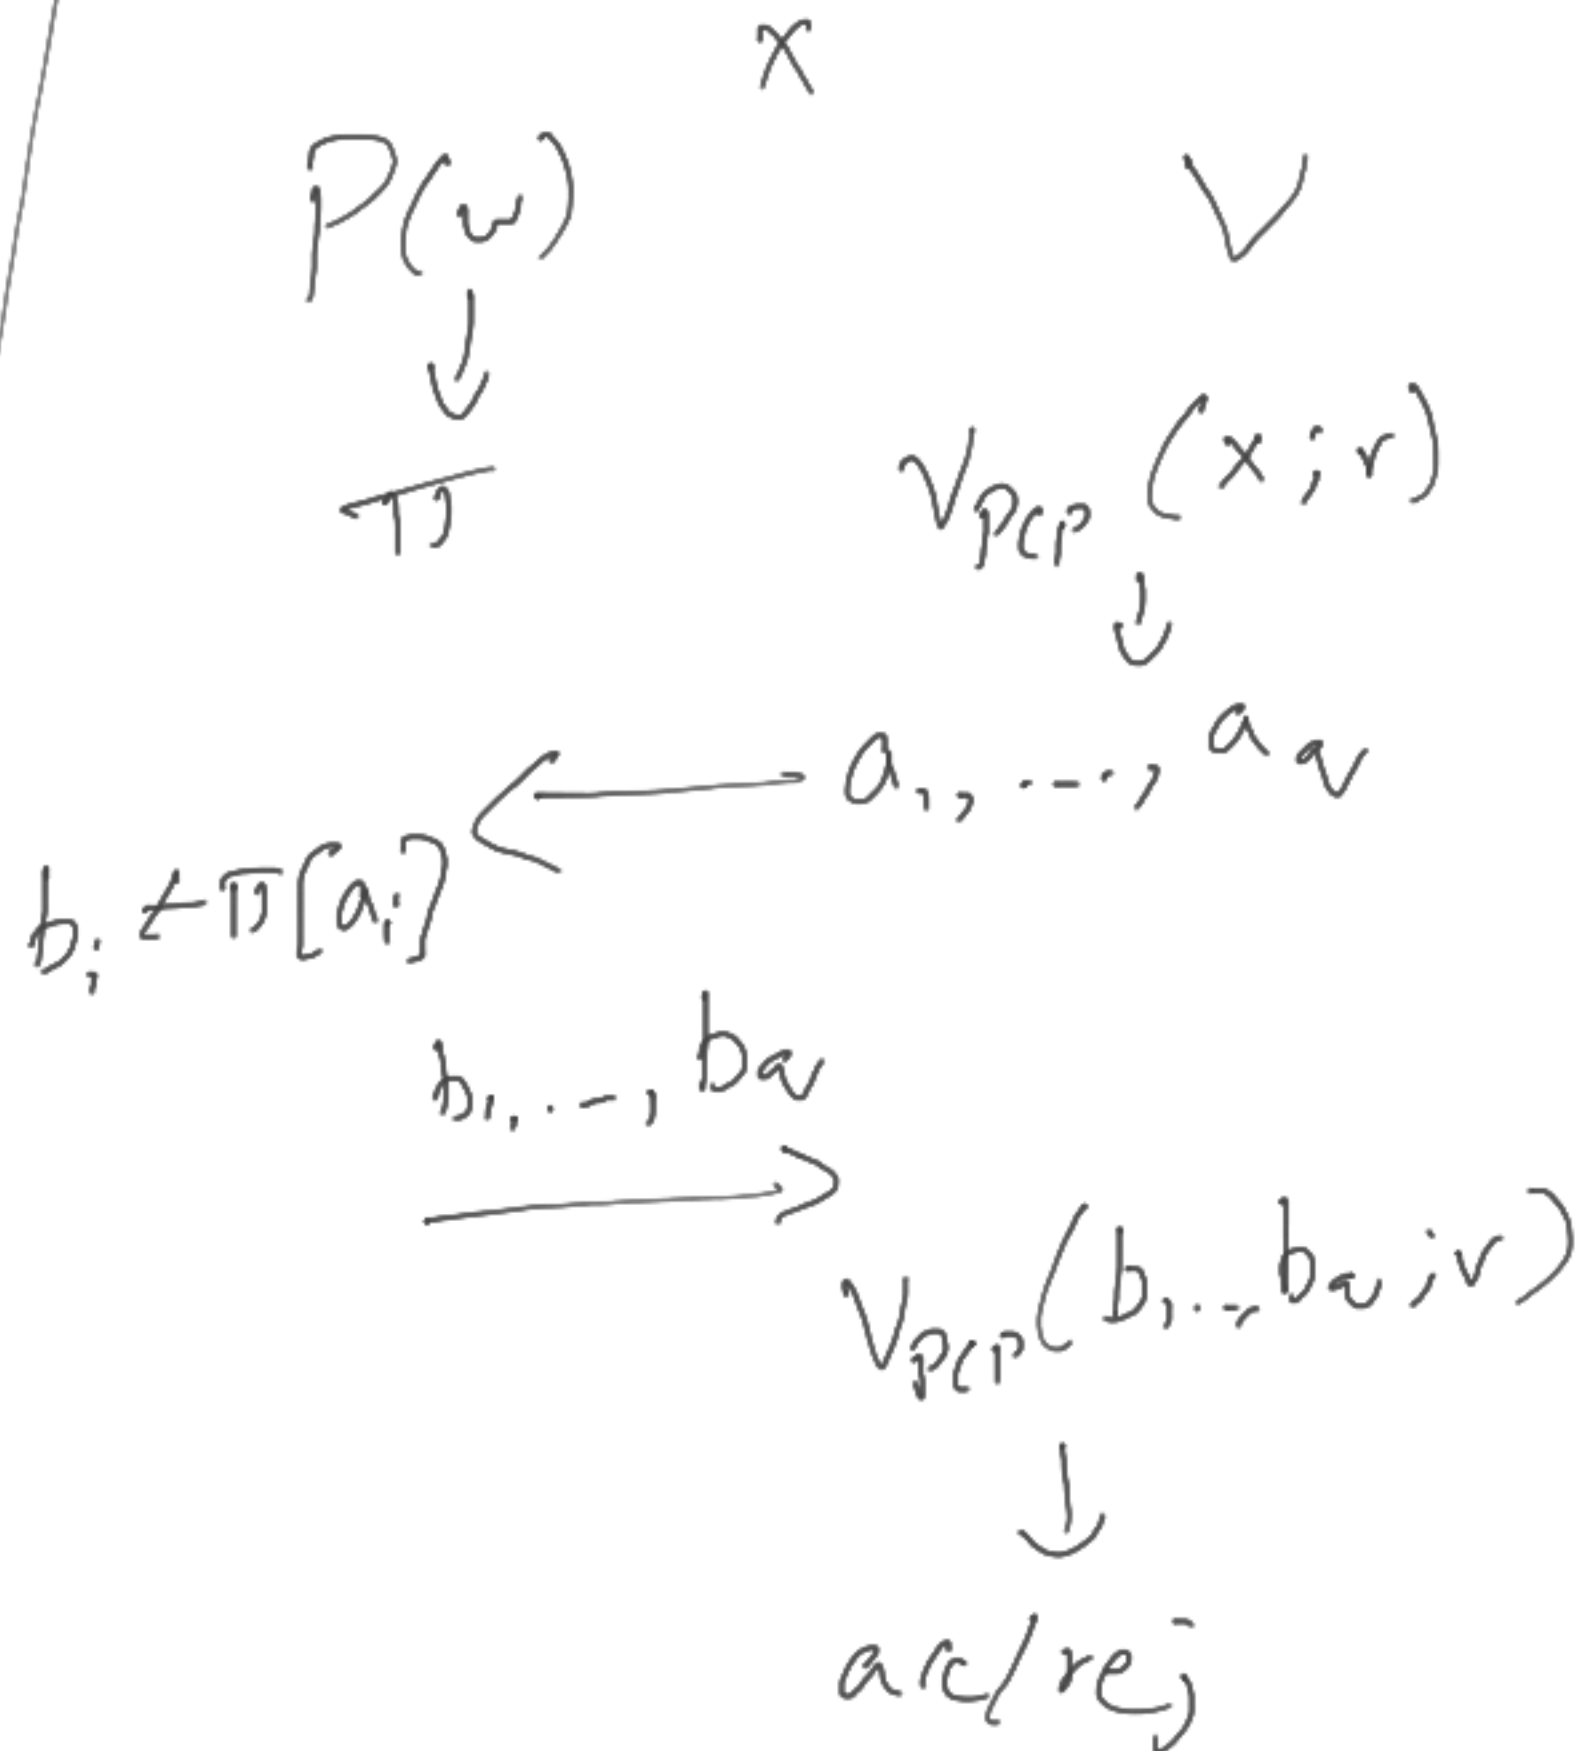 x
P(w) V
π V_PCP (x; r)
a_1, ..., a_q
b_i ← π[a_i]
b_1, ..., b_q
V_PCP(b_1, .., b_q; r)
acc/rej